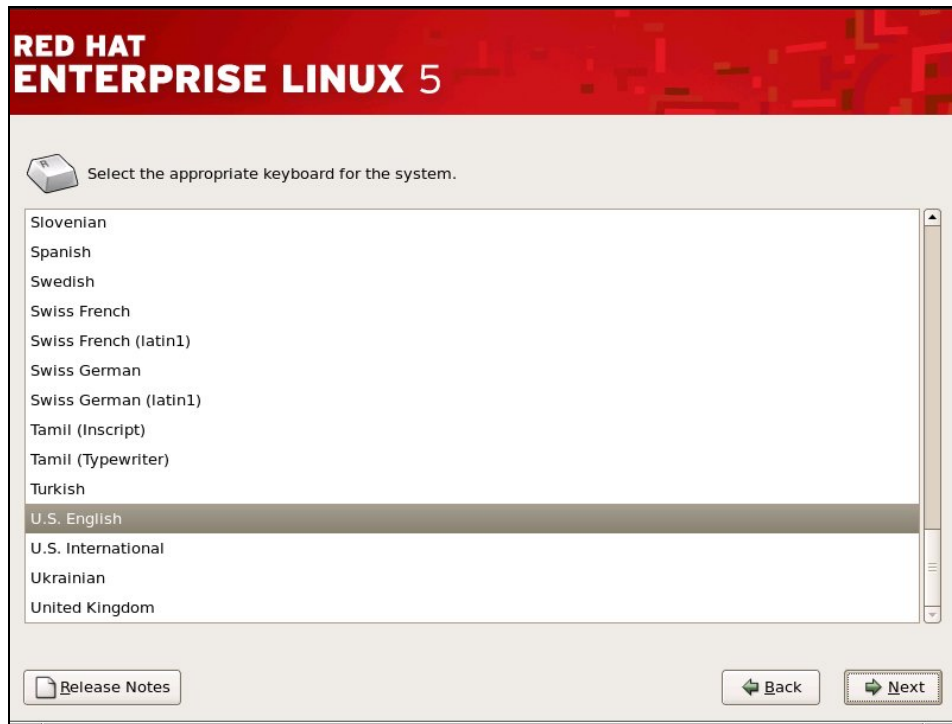 RED HAT
ENTERPRISE LINUX 5
R
Select the appropriate keyboard for the system.
Slovenian
Spanish
Swedish
Swiss French
Swiss French (latin1)
Swiss German
Swiss German (latin1)
Tamil (Inscript)
Tamil (Typewriter)
Turkish
U.S. English
U.S. International
Ukrainian
United Kingdom
Release Notes
Back
Next